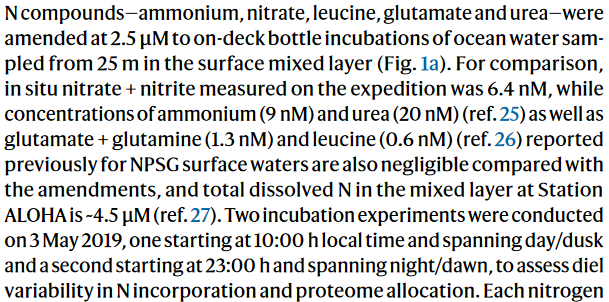 N compounds—ammonium, nitrate, leucine, glutamate and urea—were
amended at 2.5 µM to on-deck bottle incubations of ocean water sam-
pled from 25 m in the surface mixed layer (Fig. 1a). For comparison,
in situ nitrate + nitrite measured on the expedition was 6.4 nM, while
concentrations of ammonium (9 nM) and urea (20 nM) (ref. 25) as well as
glutamate + glutamine (1.3 nM) and leucine (0.6 nM) (ref. 26) reported
previously for NPSG surface waters are also negligible compared with
the amendments, and total dissolved N in the mixed layer at Station
ALOHA is ~4.5 µM (ref. 27). Two incubation experiments were conducted
on 3 May 2019, one starting at 10:00 h local time and spanning day/dusk
and a second starting at 23:00 h and spanning night/dawn, to assess diel
variability in N incorporation and proteome allocation. Each nitrogen